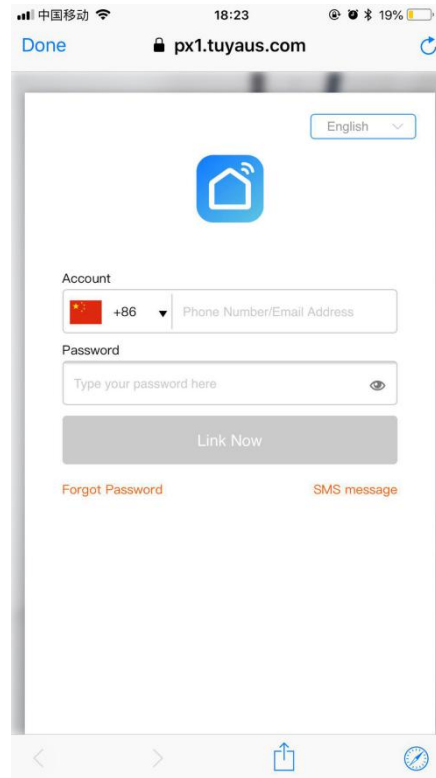 中国移动 18:23 19%
Done px1.tuyaus.com
English
Account
+86 Phone Number/Email Address
Password
Type your password here
Link Now
Forgot Password SMS message